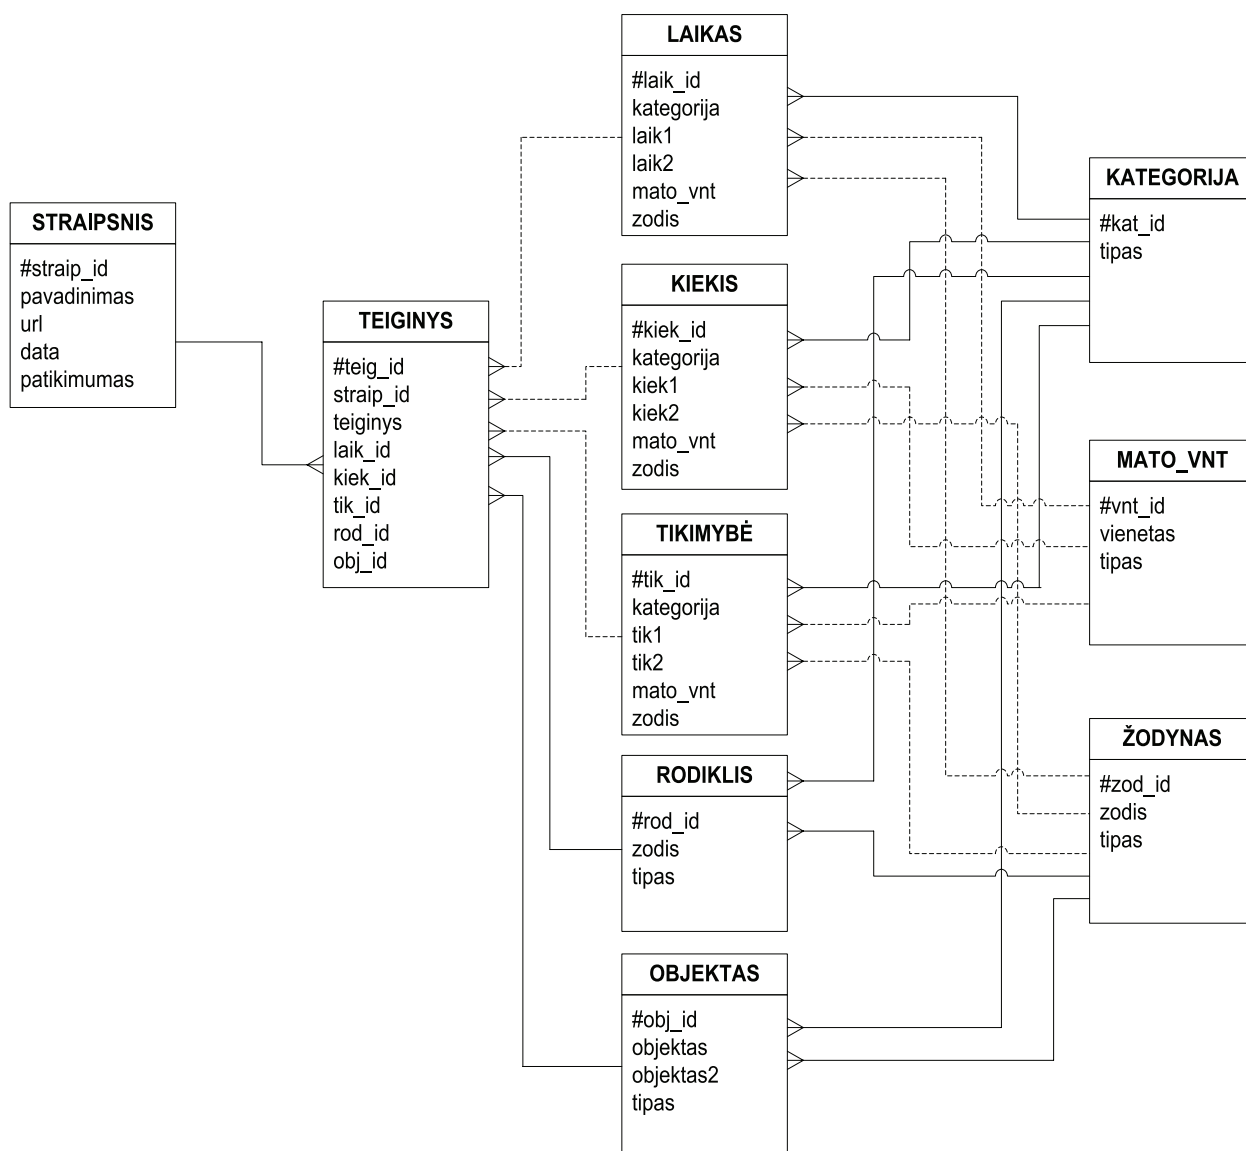 STRAIPSNIS
#straip_id
pavadinimas
url
data
patikimumas
TEIGINYS
#teig_id
straip_id
teiginys
laik_id
kiek_id
tik_id
rod_id
obj_id
LAIKAS
#laik_id
kategorija
laik1
laik2
mato_vnt
zodis
KIEKIS
#kiek_id
kategorija
kiek1
kiek2
mato_vnt
zodis
TIKIMYBĖ
#tik_id
kategorija
tik1
tik2
mato_vnt
zodis
RODIKLIS
#rod_id
zodis
tipas
OBJEKTAS
#obj_id
objektas
objektas2
tipas
KATEGORIJA
#kat_id
tipas
MATO_VNT
#vnt_id
vienetas
tipas
ŽODYNAS
#zod_id
zodis
tipas